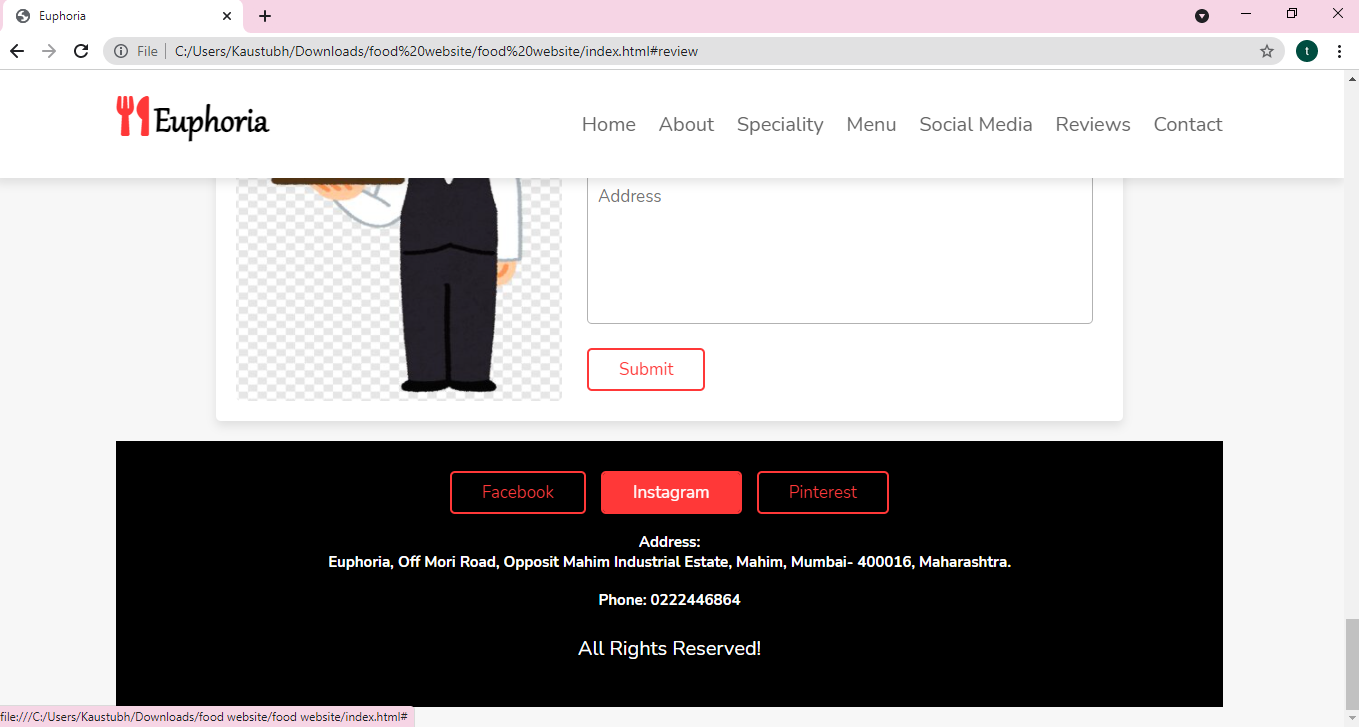 Euphoria
File C:/Users/Kaustubh/Downloads/food%20website/food%20website/index.html#review
t
Euphoria
Home About Speciality Menu Social Media Reviews Contact
Address
Submit
Facebook Instagram Pinterest
Address:
Euphoria, Off Mori Road, Opposit Mahim Industrial Estate, Mahim, Mumbai- 400016, Maharashtra.
Phone: 0222446864
All Rights Reserved!
file:///C:/Users/Kaustubh/Downloads/food website/food website/index.html#